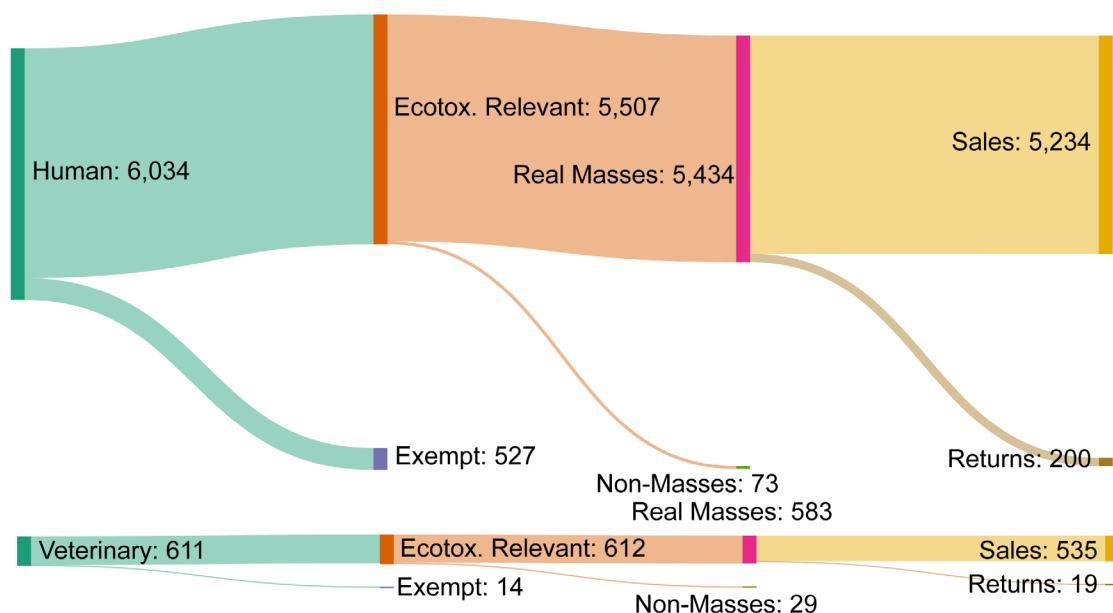 Ecotox. Relevant: 5,507
Sales: 5,234
Human: 6,034
Real Masses: 5,434
Exempt: 527
Returns: 200
Non-Masses: 73
Real Masses: 583
Veterinary: 611
Ecotox. Relevant: 612
Sales: 535
Exempt: 14
Returns: 19
Non-Masses: 29